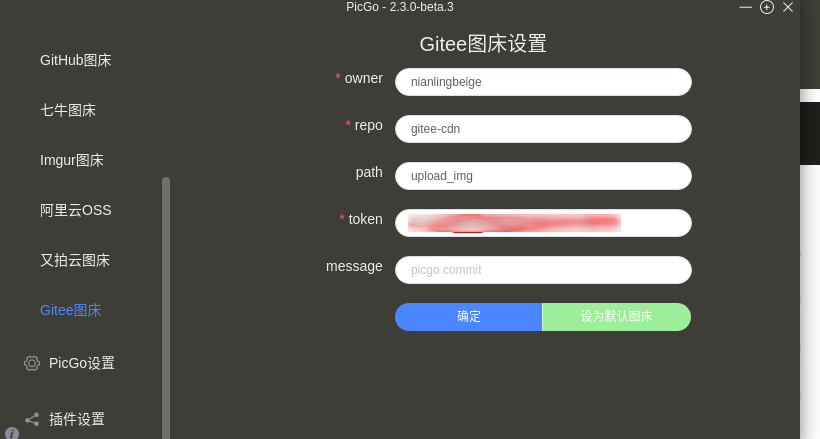 PicGo - 2.3.0-beta.3
GitHub图床
七牛图床
Imgur图床
阿里云OSS
又拍云图床
Gitee图床
PicGo设置
插件设置
Gitee图床设置
* owner
nianlingbeige
* repo
gitee-cdn
path
upload_img
* token
message
picgo commit
确定
设为默认图床